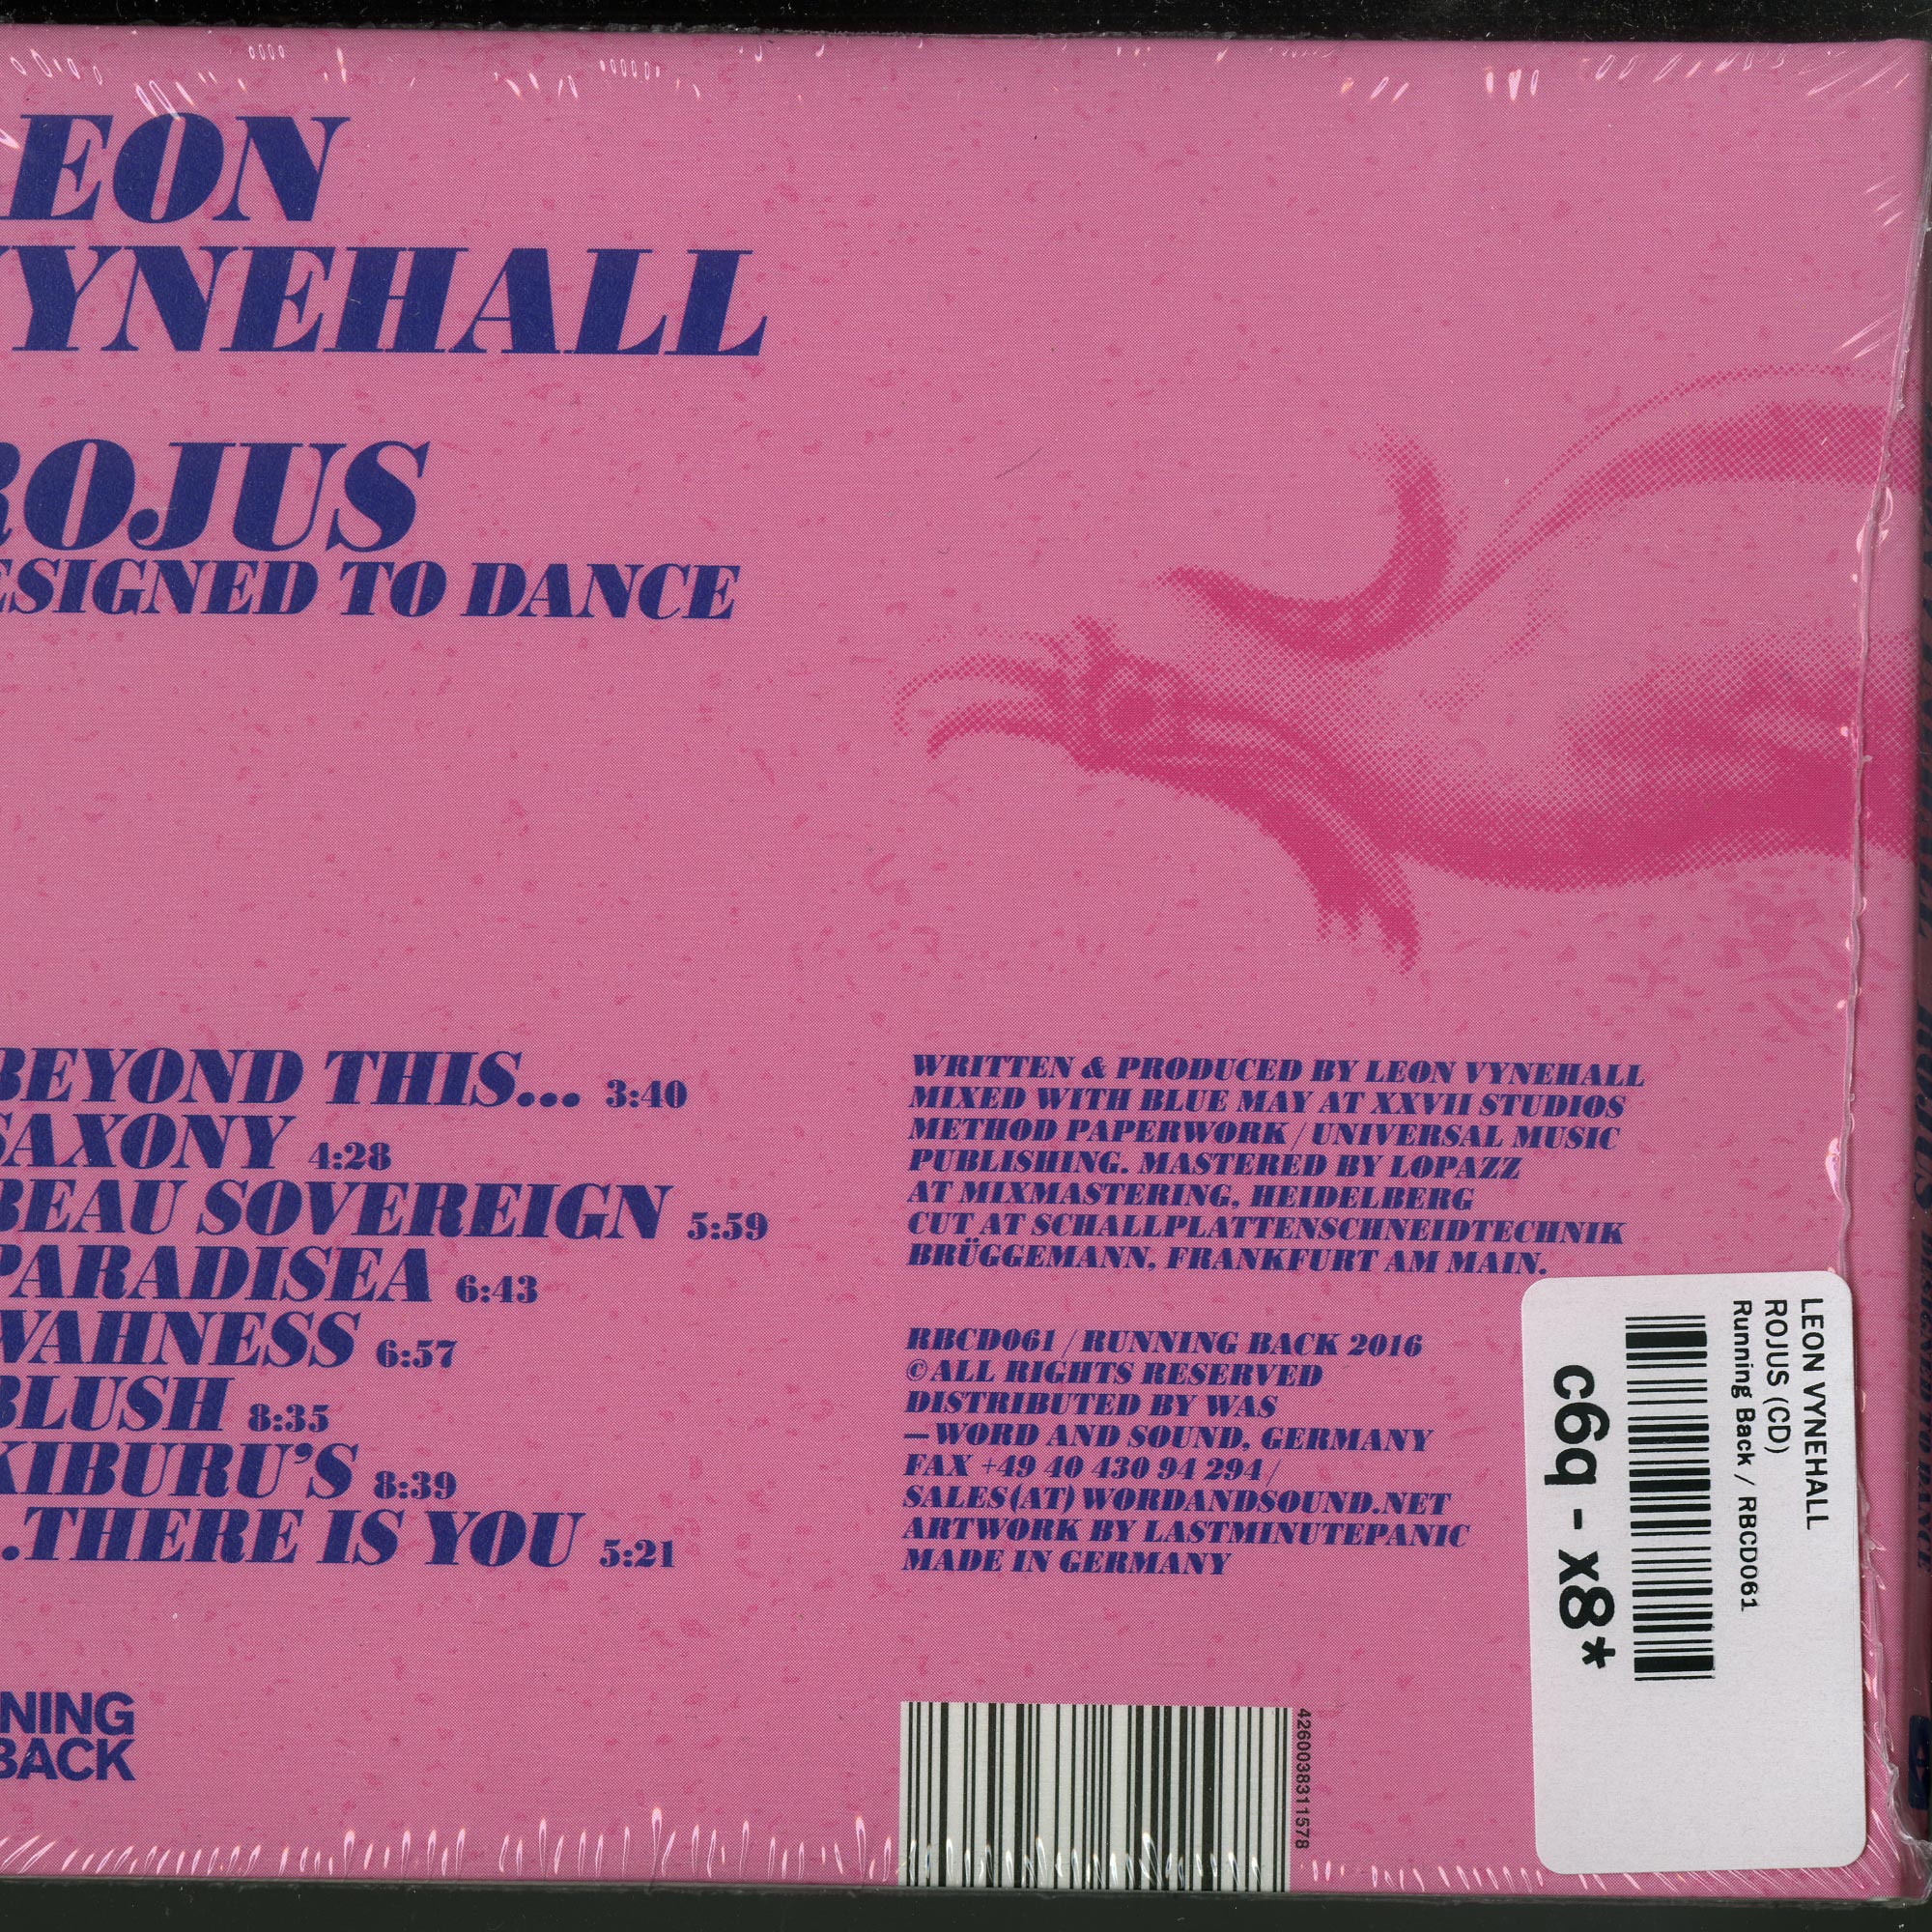 EON
YNEHALL
ROJUS
ESIGNED TO DANCE
BEYOND THIS... 3:40
SAXONY 4:28
BEAU SOVEREIGN 5:59
PARADISEA 6:43
WAHNESS 6:57
BLUSH 8:35
KIBURU'S 8:39
..THERE IS YOU 5:21
NING
BACK
WRITTEN & PRODUCED BY LEON VYNEHALL
MIXED WITH BLUE MAY AT XXVII STUDIOS
METHOD PAPERWORK / UNIVERSAL MUSIC
PUBLISHING. MASTERED BY LOPAZZ
AT MIXMASTERING, HEIDELBERG
CUT AT SCHALLPLATTENSCHNEIDTECHNIK
BRÜGGEMANN, FRANKFURT AM MAIN.
RBCD061 / RUNNING BACK 2016
© ALL RIGHTS RESERVED
DISTRIBUTED BY WAS
—WORD AND SOUND, GERMANY
FAX +49 40 430 94 294 /
SALES(AT)WORDANDSOUND.NET
ARTWORK BY LASTMINUTEPANIC
MADE IN GERMANY
4260038311578
LEON VYNEHALL
ROJUS (CD)
Running Back / RBCD061
c6q - x8*